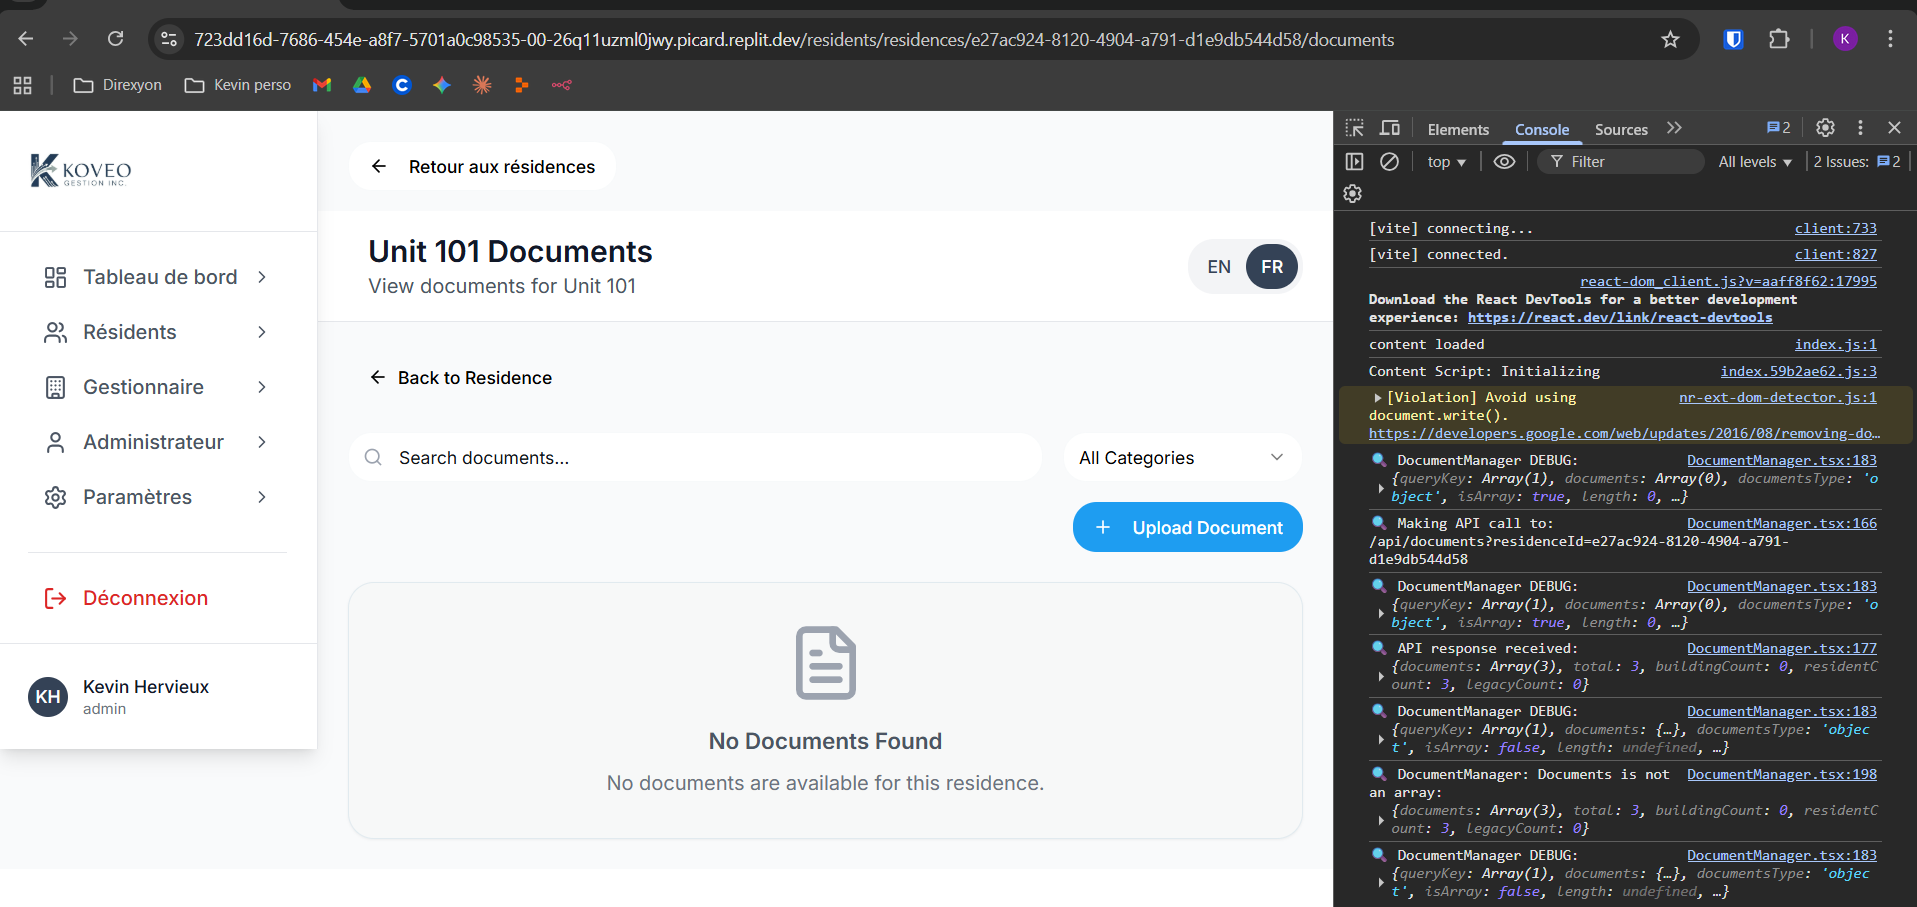 723dd16d-7686-454e-a8f7-5701a0c98535-00-26q11uzml0jwy.picard.replit.dev/residents/residences/e27ac924-8120-4904-a791-d1e9db544d58/documents
K
Direxyon
Kevin perso
KOVEO
GESTION INC.
Tableau de bord
Résidents
Gestionnaire
Administrateur
Paramètres
Déconnexion
KH
Kevin Hervieux
admin
Retour aux résidences
Unit 101 Documents
View documents for Unit 101
EN FR
Back to Residence
Search documents...
All Categories
+ Upload Document
No Documents Found
No documents are available for this residence.
Elements Console Sources 2
top Filter All levels 2 Issues: 2
[vite] connecting... client:733
[vite] connected. client:827
react-dom_client.js?v=aaff8f62:17995
Download the React DevTools for a better development
experience: https://react.dev/link/react-devtools
content loaded index.js:1
Content Script: Initializing index.59b2ae62.js:3
[Violation] Avoid using nr-ext-dom-detector.js:1
document.write().
https://developers.google.com/web/updates/2016/08/removing-do…
DocumentManager DEBUG: DocumentManager.tsx:183
{queryKey: Array(1), documents: Array(0), documentsType: 'o
bject', isArray: true, length: 0, …}
Making API call to: DocumentManager.tsx:166
/api/documents?residenceId=e27ac924-8120-4904-a791-
d1e9db544d58
DocumentManager DEBUG: DocumentManager.tsx:183
{queryKey: Array(1), documents: Array(0), documentsType: 'o
bject', isArray: true, length: 0, …}
API response received: DocumentManager.tsx:177
{documents: Array(3), total: 3, buildingCount: 0, residentC
ount: 3, legacyCount: 0}
DocumentManager DEBUG: DocumentManager.tsx:183
{queryKey: Array(1), documents: {…}, documentsType: 'objec
t', isArray: false, length: undefined, …}
DocumentManager: Documents is not DocumentManager.tsx:198
an array:
{documents: Array(3), total: 3, buildingCount: 0, residentC
ount: 3, legacyCount: 0}
DocumentManager DEBUG: DocumentManager.tsx:183
{queryKey: Array(1), documents: {…}, documentsType: 'objec
t', isArray: false, length: undefined, …}